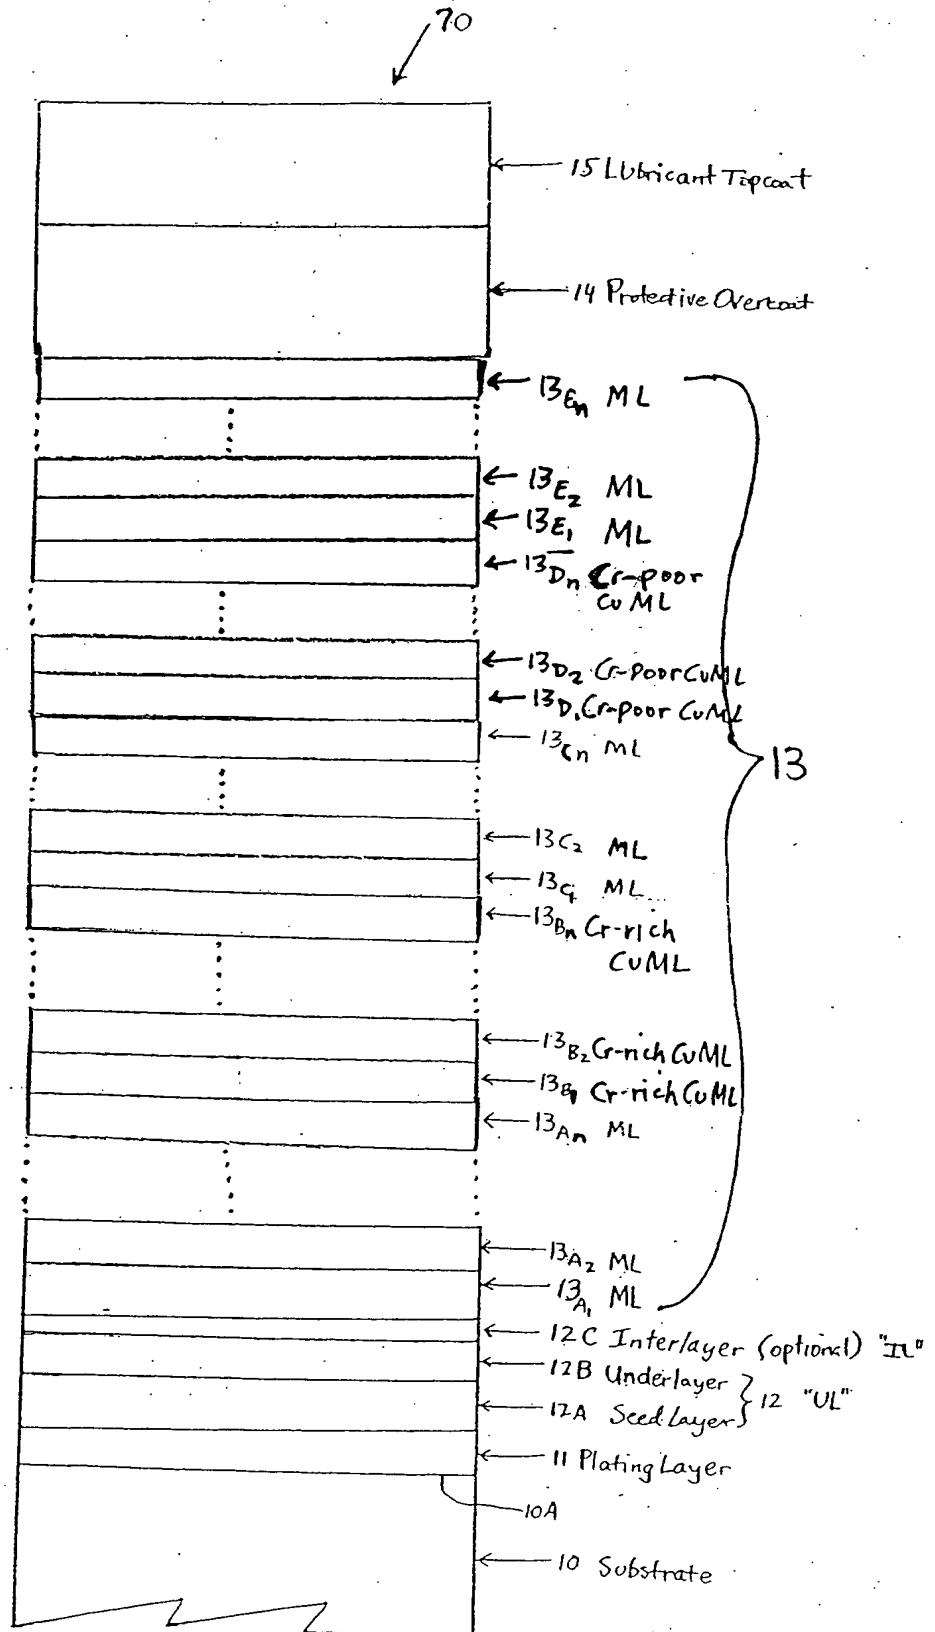 70
15 Lubricant Topcoat
14 Protective Overcoat
13En ML
13E2 ML
13E1 ML
13Dn Cr-poor
CuML
13D2 Cr-poor CuML
13D1 Cr-poor CuML
13Cn ML
13
13C2 ML
13C1 ML
13Bn Cr-rich
CuML
13B2 Cr-rich CuML
13B1 Cr-rich CuML
13An ML
13A2 ML
13A1 ML
12C Interlayer (optional) "IL"
12B Underlayer
12 "UL"
12A Seed Layer
11 Plating Layer
10A
10 Substrate